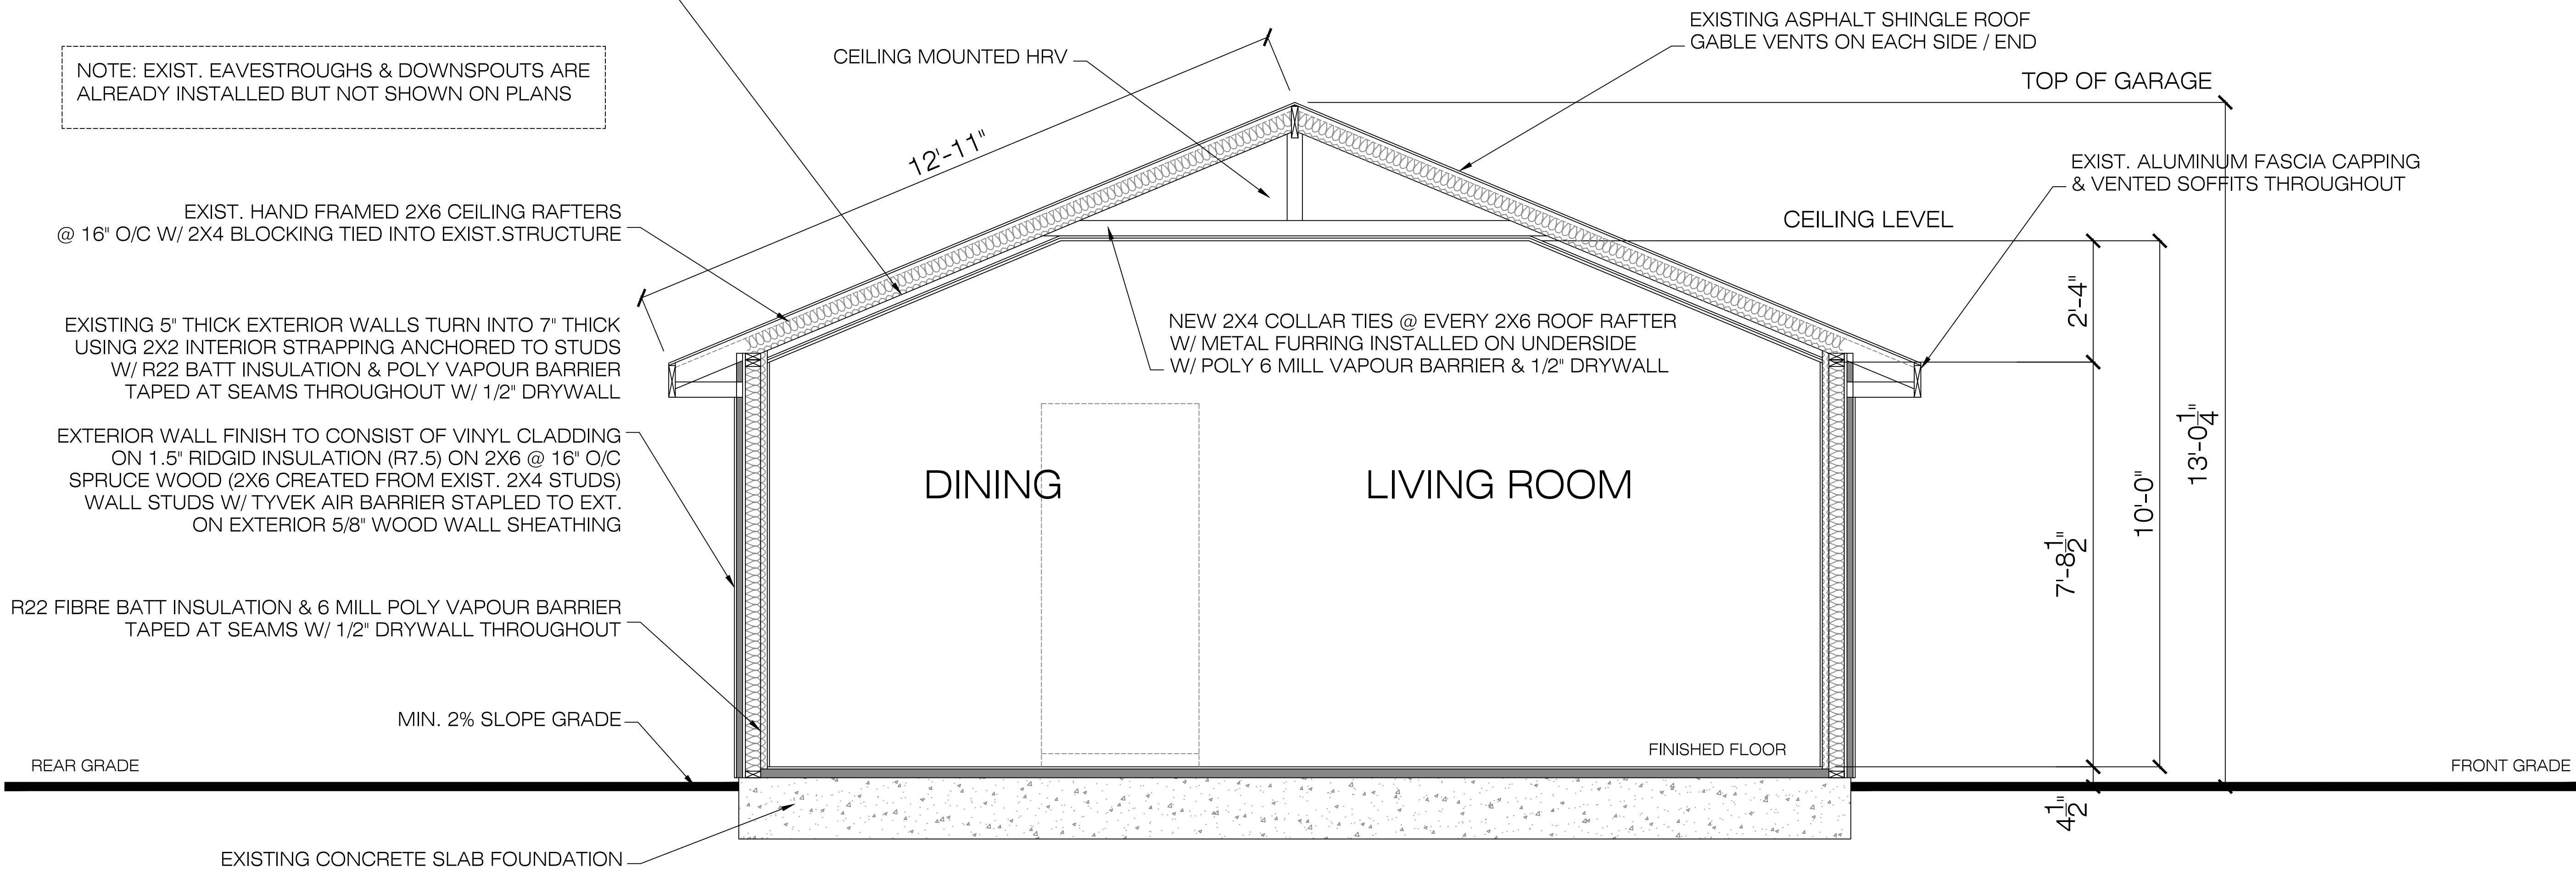 NOTE: EXIST. EAVESTROUGHS & DOWNSPOUTS ARE
ALREADY INSTALLED BUT NOT SHOWN ON PLANS
CEILING MOUNTED HRV
EXISTING ASPHALT SHINGLE ROOF
GABLE VENTS ON EACH SIDE / END
TOP OF GARAGE
12'-11"
EXIST. ALUMINUM FASCIA CAPPING
& VENTED SOFFITS THROUGHOUT
EXIST. HAND FRAMED 2X6 CEILING RAFTERS
@ 16" O/C W/ 2X4 BLOCKING TIED INTO EXIST.STRUCTURE
CEILING LEVEL
EXISTING 5" THICK EXTERIOR WALLS TURN INTO 7" THICK
USING 2X2 INTERIOR STRAPPING ANCHORED TO STUDS
W/ R22 BATT INSULATION & POLY VAPOUR BARRIER
TAPED AT SEAMS THROUGHOUT W/ 1/2" DRYWALL
NEW 2X4 COLLAR TIES @ EVERY 2X6 ROOF RAFTER
W/ METAL FURRING INSTALLED ON UNDERSIDE
W/ POLY 6 MILL VAPOUR BARRIER & 1/2" DRYWALL
2'-4"
EXTERIOR WALL FINISH TO CONSIST OF VINYL CLADDING
ON 1.5" RIDGID INSULATION (R7.5) ON 2X6 @ 16" O/C
SPRUCE WOOD (2X6 CREATED FROM EXIST. 2X4 STUDS)
WALL STUDS W/ TYVEK AIR BARRIER STAPLED TO EXT.
ON EXTERIOR 5/8" WOOD WALL SHEATHING
DINING
LIVING ROOM
7'-8 1/2"
10'-0"
13'-0 1/4"
R22 FIBRE BATT INSULATION & 6 MILL POLY VAPOUR BARRIER
TAPED AT SEAMS W/ 1/2" DRYWALL THROUGHOUT
MIN. 2% SLOPE GRADE
FINISHED FLOOR
REAR GRADE
FRONT GRADE
4 1/2"
EXISTING CONCRETE SLAB FOUNDATION